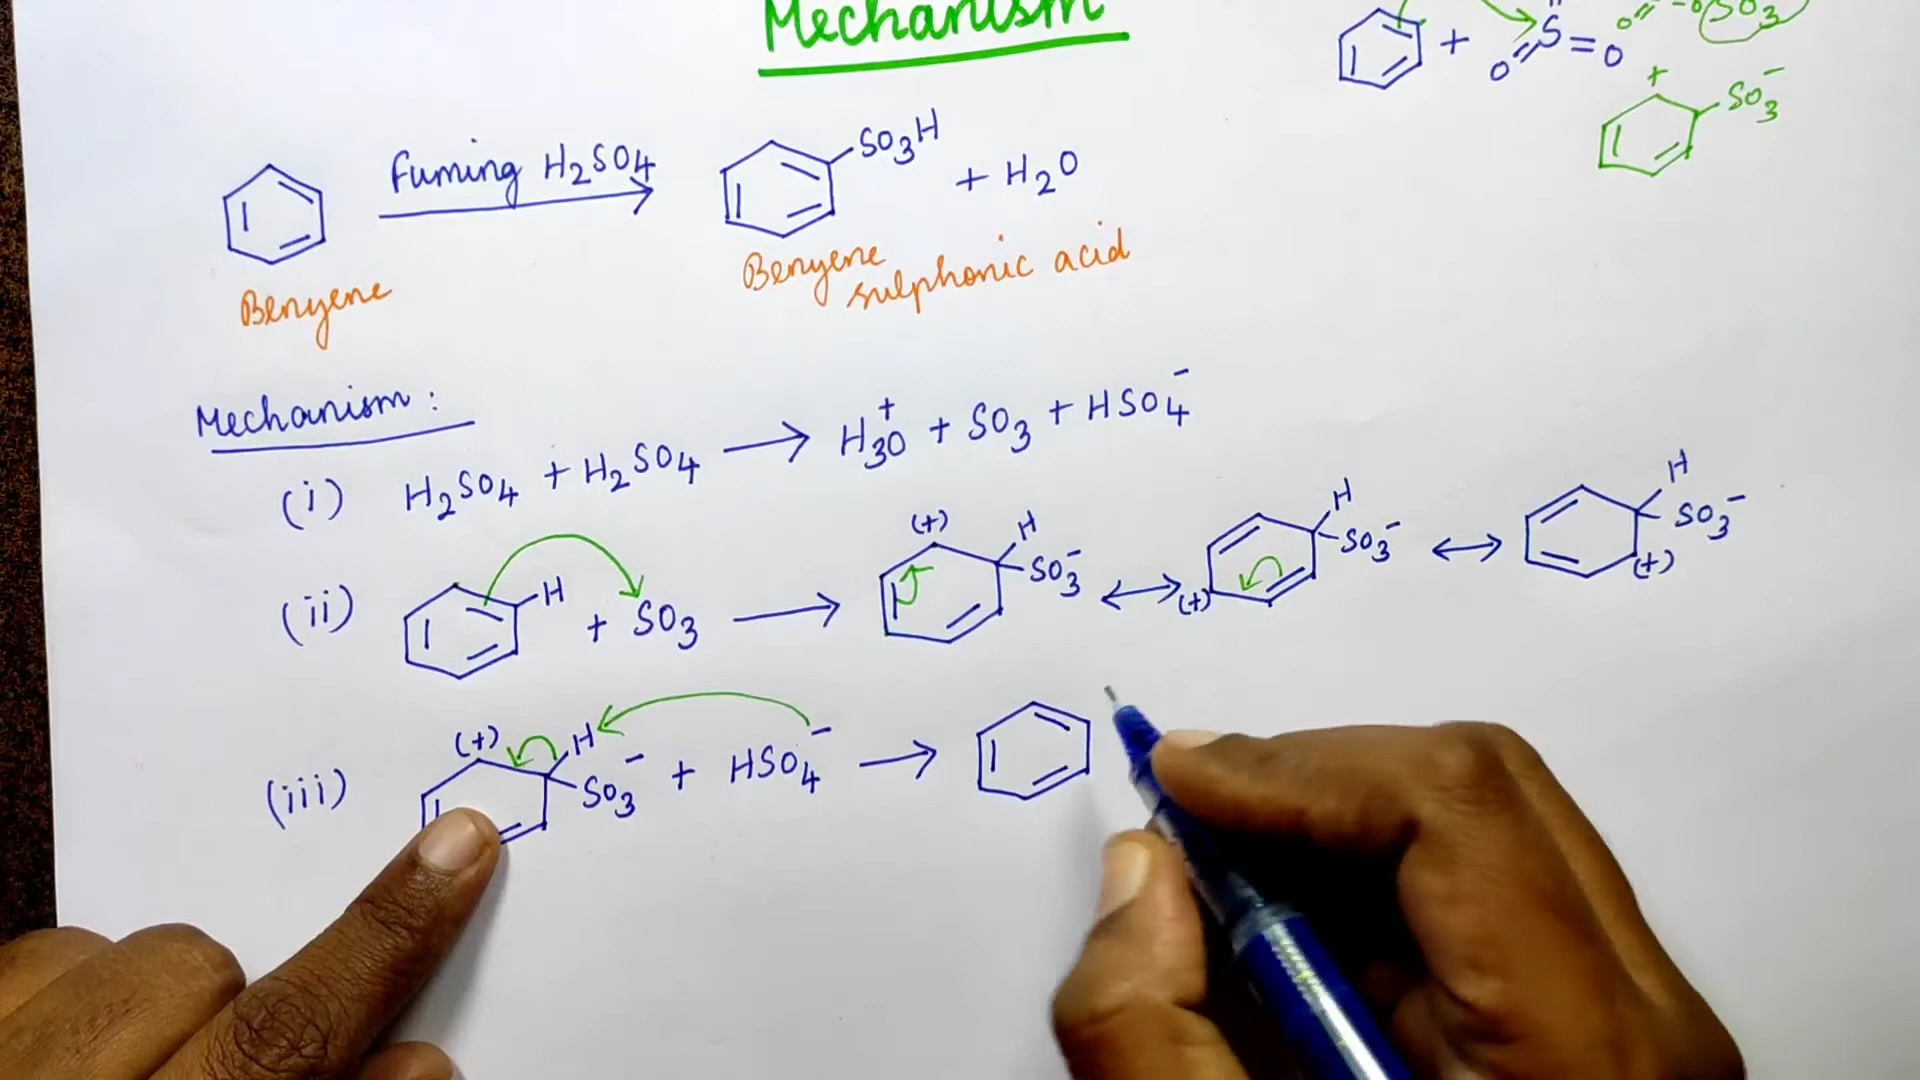 Mechanism
+ S = O
O
O
SO3
+
SO3-
Fuming H2SO4
SO3H
+ H2O
Benzene
Benzene sulphonic acid
Mechanism :
(i) H2SO4 + H2SO4 → H3O+ + SO3 + HSO4-
(ii) H + SO3 → (+) H SO3- ↔ (+) H SO3- ↔ H SO3- (+)
(iii) (+) H SO3- + HSO4- →